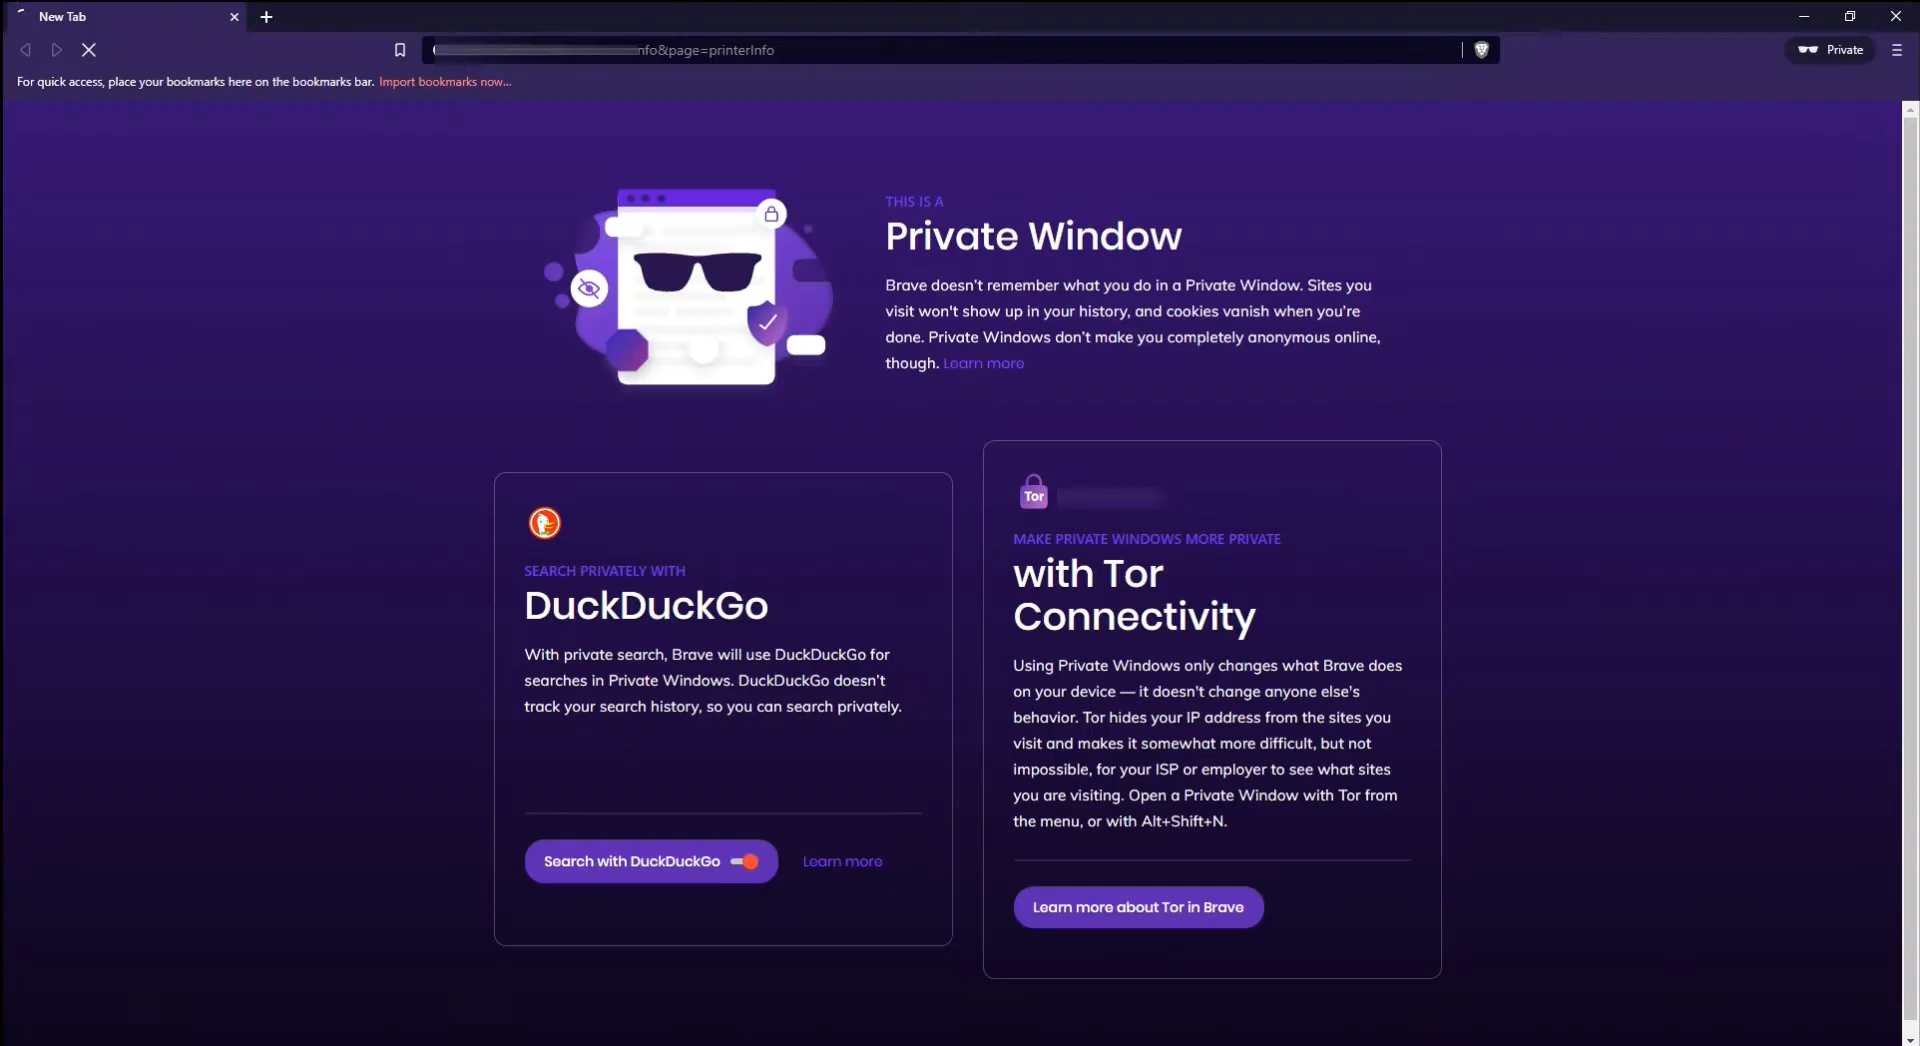 New Tab
nfo&page=printerInfo
Private
For quick access, place your bookmarks here on the bookmarks bar. Import bookmarks now...
THIS IS A
Private Window
Brave doesn't remember what you do in a Private Window. Sites you
visit won't show up in your history, and cookies vanish when you're
done. Private Windows don't make you completely anonymous online,
though. Learn more
SEARCH PRIVATELY WITH
DuckDuckGo
With private search, Brave will use DuckDuckGo for
searches in Private Windows. DuckDuckGo doesn't
track your search history, so you can search privately.
Search with DuckDuckGo
Learn more
Tor
MAKE PRIVATE WINDOWS MORE PRIVATE
with Tor
Connectivity
Using Private Windows only changes what Brave does
on your device — it doesn't change anyone else's
behavior. Tor hides your IP address from the sites you
visit and makes it somewhat more difficult, but not
impossible, for your ISP or employer to see what sites
you are visiting. Open a Private Window with Tor from
the menu, or with Alt+Shift+N.
Learn more about Tor in Brave